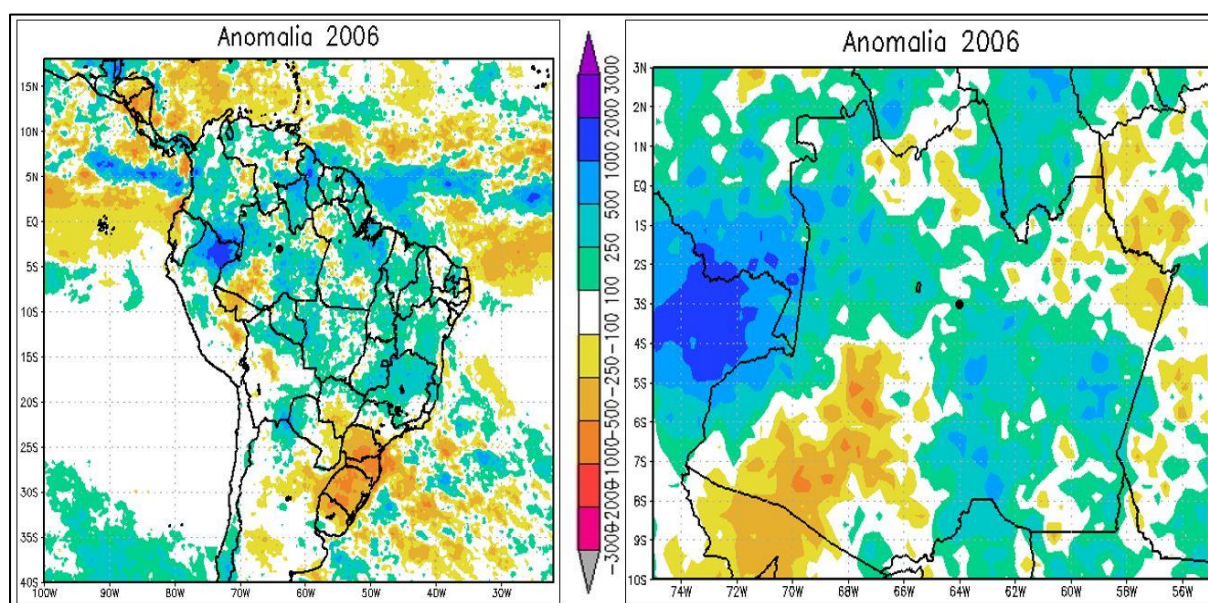 Anomalia 2006
15N
10N
5N
EQ
5S
10S
15S
20S
25S
30S
35S
40S
100W 90W 80W 70W 60W 50W 40W 30W
3000
2000
1000
500
250
100
-100
-250
-500
-1000
-2000
-3000
Anomalia 2006
3N
2N
1N
EQ
1S
2S
3S
4S
5S
6S
7S
8S
9S
10S
74W 72W 70W 68W 66W 64W 62W 60W 58W 56W